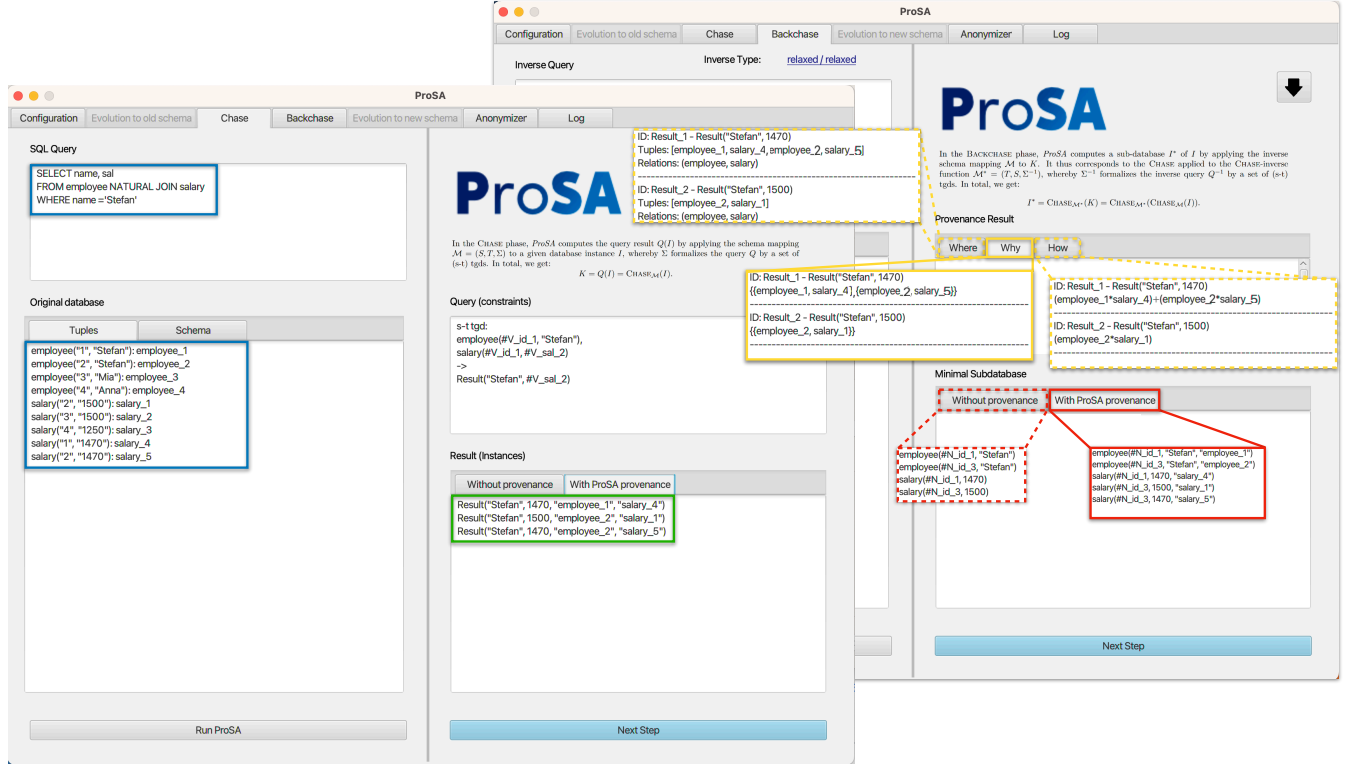 ProSA
Configuration
Evolution to old schema
Chase
Backchase
Evolution to new schema
Anonymizer
Log
Inverse Query
Inverse Type:
relaxed / relaxed
ProSA
In the BACKCHASE phase, ProSA computes a sub-database I* of I by applying the inverse
schema mapping M to K. It thus corresponds to the CHASE applied to the CHASE-inverse
function M* = (T, S, Σ⁻¹), whereby Σ⁻¹ formalizes the inverse query Q⁻¹ by a set of (s-t)
tgds. In total, we get:
I* = CHASE_M*(K) = CHASE_M*(CHASE_M(I)).
Provenance Result
Where
Why
How
ID: Result_1 - Result("Stefan", 1470)
Tuples: [employee_1, salary_4, employee_2, salary_5]
Relations: (employee, salary)
ID: Result_2 - Result("Stefan", 1500)
Tuples: [employee_2, salary_1]
Relations: (employee, salary)
ID: Result_1 - Result("Stefan", 1470)
{{employee_1, salary_4},{employee_2, salary_5}}
ID: Result_2 - Result("Stefan", 1500)
{{employee_2, salary_1}}
ID: Result_1 - Result("Stefan", 1470)
(employee_1*salary_4)+(employee_2*salary_5)
ID: Result_2 - Result("Stefan", 1500)
(employee_2*salary_1)
Minimal Subdatabase
Without provenance
With ProSA provenance
employee(#N_id_1, "Stefan")
employee(#N_id_3, "Stefan")
salary(#N_id_1, 1470)
salary(#N_id_3, 1500)
employee(#N_id_1, "Stefan", "employee_1")
employee(#N_id_3, "Stefan", "employee_2")
salary(#N_id_1, 1470, "salary_4")
salary(#N_id_3, 1500, "salary_1")
salary(#N_id_3, 1470, "salary_5")
Next Step
ProSA
Configuration
Evolution to old schema
Chase
Backchase
Evolution to new schema
Anonymizer
Log
SQL Query
SELECT name, sal
FROM employee NATURAL JOIN salary
WHERE name ='Stefan'
Original database
Tuples
Schema
employee("1", "Stefan"): employee_1
employee("2", "Stefan"): employee_2
employee("3", "Mia"): employee_3
employee("4", "Anna"): employee_4
salary("2", "1500"): salary_1
salary("3", "1500"): salary_2
salary("4", "1250"): salary_3
salary("1", "1470"): salary_4
salary("2", "1470"): salary_5
Run ProSA
ProSA
In the CHASE phase, ProSA computes the query result Q(I) by applying the schema mapping
M = (S, T, Σ) to a given database instance I, whereby Σ formalizes the query Q by a set of
(s-t) tgds. In total, we get:
K = Q(I) = CHASE_M(I).
Query (constraints)
s-t tgd:
employee(#V_id_1, "Stefan"),
salary(#V_id_1, #V_sal_2)
->
Result("Stefan", #V_sal_2)
Result (Instances)
Without provenance
With ProSA provenance
Result("Stefan", 1470, "employee_1", "salary_4")
Result("Stefan", 1500, "employee_2", "salary_1")
Result("Stefan", 1470, "employee_2", "salary_5")
Next Step